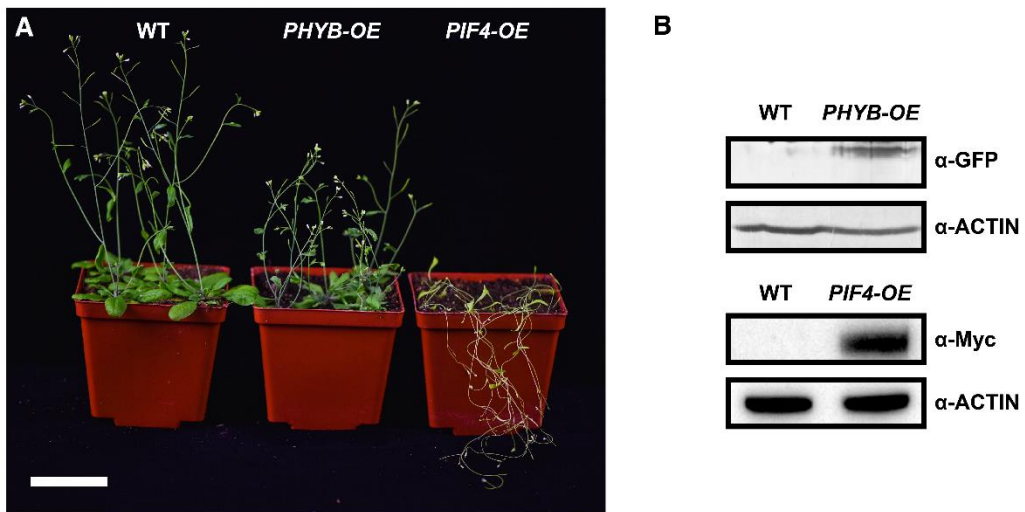 A
WT PHYB-OE PIF4-OE
B
WT PHYB-OE
α-GFP
α-ACTIN
WT PIF4-OE
α-Myc
α-ACTIN